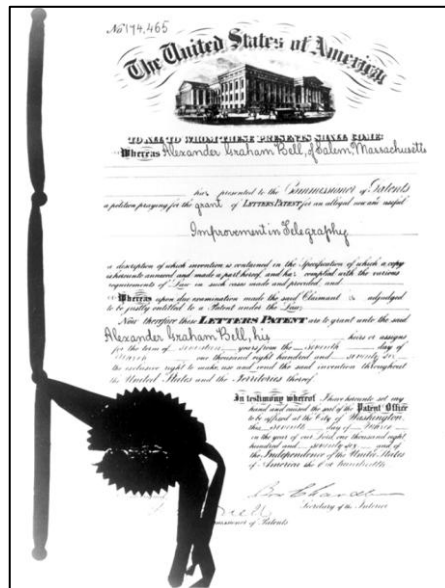 No 174,465
The United States of America
TO ALL TO WHOM THESE PRESENTS SHALL COME:
Whereas Alexander Graham Bell, of Salem, Massachusetts
has presented to the Commissioner of Patents
a petition praying for the grant of LETTERS PATENT for an alleged new and useful
Improvement in Telegraphy
a description of which invention is contained in the Specification of which a copy
is hereunto annexed and made a part hereof, and has complied with the various
requirements of Law in such cases made and provided, and
Whereas upon due examination made the said Claimant is adjudged
to be justly entitled to a Patent under the Law.
Now therefore these LETTERS PATENT are to grant unto the said
Alexander Graham Bell, his heirs or assigns
for the term of seventeen years from the seventh day of
March one thousand eight hundred and seventy six
the exclusive right to make use and vend the said invention throughout
the United States and the Territories thereof.
In testimony whereof I have hereunto set my
hand and caused the seal of the Patent Office
to be affixed at the City of Washington
this seventh day of March
in the year of our Lord one thousand eight
hundred and seventy six and of
the Independence of the United States
of America the one hundredth
Secretary of the Interior
of Patents